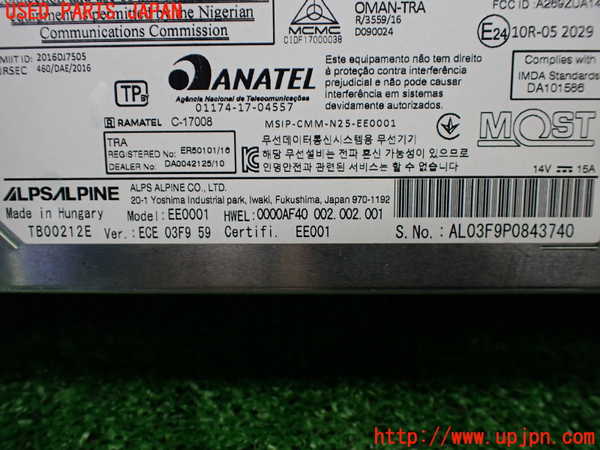 USED PARTS JAPAN
Government Permission of the Nigerian
Communications Commission
MCMC
CIDF17000038
OMAN-TRA
R/3559/16
D090024
FCC ID : A269ZUA14
E24 10R-05 2029
MIIT ID: 2016DJ7505
460/DAE/2016
TP
ANATEL
Agência Nacional de Telecomunicações
01174-17-04557
Este equipamento não tem direito
à proteção contra interferência
prejudicial e não pode causar
interferência em sistemas
devidamente autorizados.
Complies with
IMDA Standards
DA101586
R RAMATEL C-17008
MSIP-CMM-N25-EE0001
TRA
REGISTERED No: ER50101/16
DEALER No: DA0042125/10
무선데이터통신시스템용 무선기기
해당 무선설비는 전파 혼신 가능성이 있으므로
인명안전과 관련된 서비스는 할 수 없습니다
MOST
14V 15A
ALPSALPINE
ALPS ALPINE CO., LTD.
20-1 Yoshima Industrial park, Iwaki, Fukushima, Japan 970-1192
Made in Hungary
Model: EE0001 HWEL: 0000AF40 002.002.001
TB00212E Ver.: ECE 03F9 59 Certifi. EE001
S.No.: AL03F9P0843740
http://www.upjpn.com/